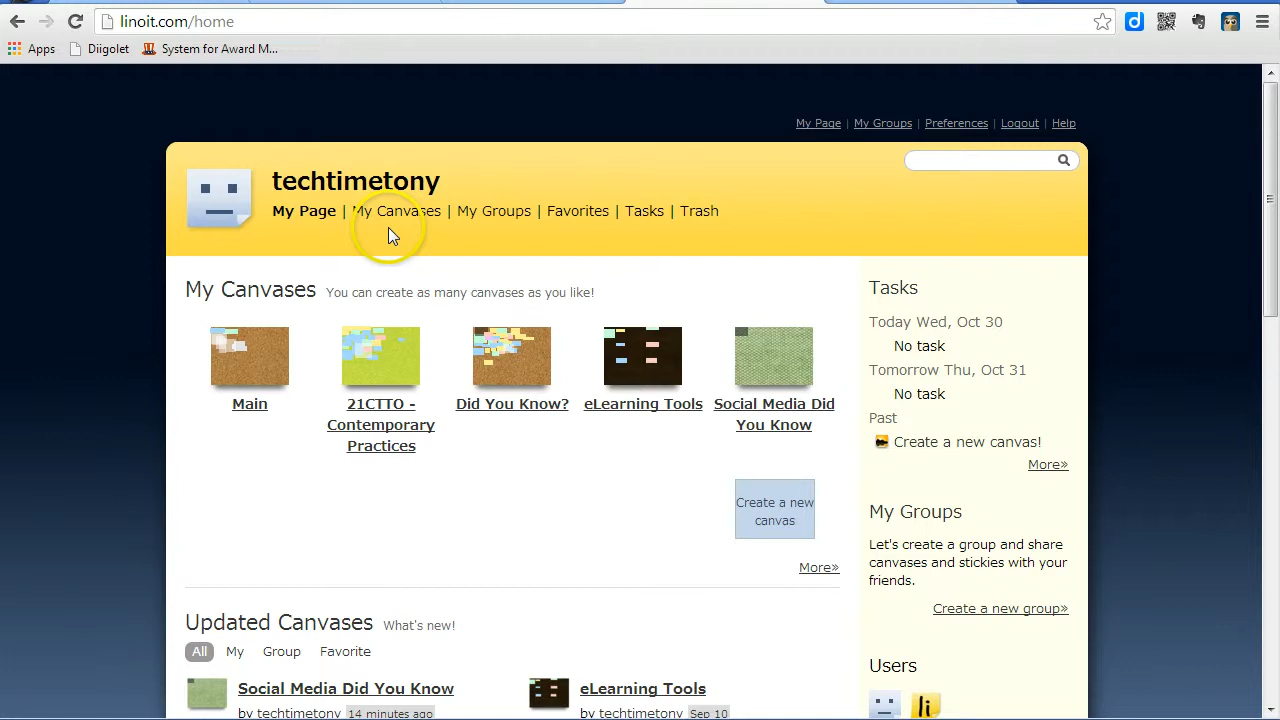 linoit.com/home
Apps Diigolet System for Award M...
My Page | My Groups | Preferences | Logout | Help
techtimetony
My Page | My Canvases | My Groups | Favorites | Tasks | Trash
My Canvases You can create as many canvases as you like!
Main
21CTTO -
Contemporary
Practices
Did You Know?
eLearning Tools
Social Media Did
You Know
Create a new
canvas
More»
Updated Canvases What's new!
All My Group Favorite
Social Media Did You Know
by techtimetony 14 minutes ago
eLearning Tools
by techtimetony Sep 10
Tasks
Today Wed, Oct 30
No task
Tomorrow Thu, Oct 31
No task
Past
Create a new canvas!
More»
My Groups
Let's create a group and share
canvases and stickies with your
friends.
Create a new group»
Users
li